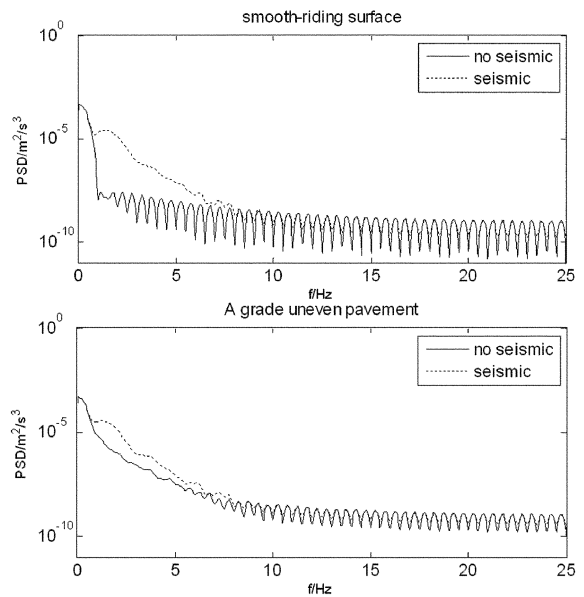 smooth-riding surface
10^0
no seismic
seismic
10^-5
PSD/m^2/s^3
10^-10
0 5 10 15 20 25
f/Hz
A grade uneven pavement
10^0
no seismic
seismic
10^-5
PSD/m^2/s^3
10^-10
0 5 10 15 20 25
f/Hz